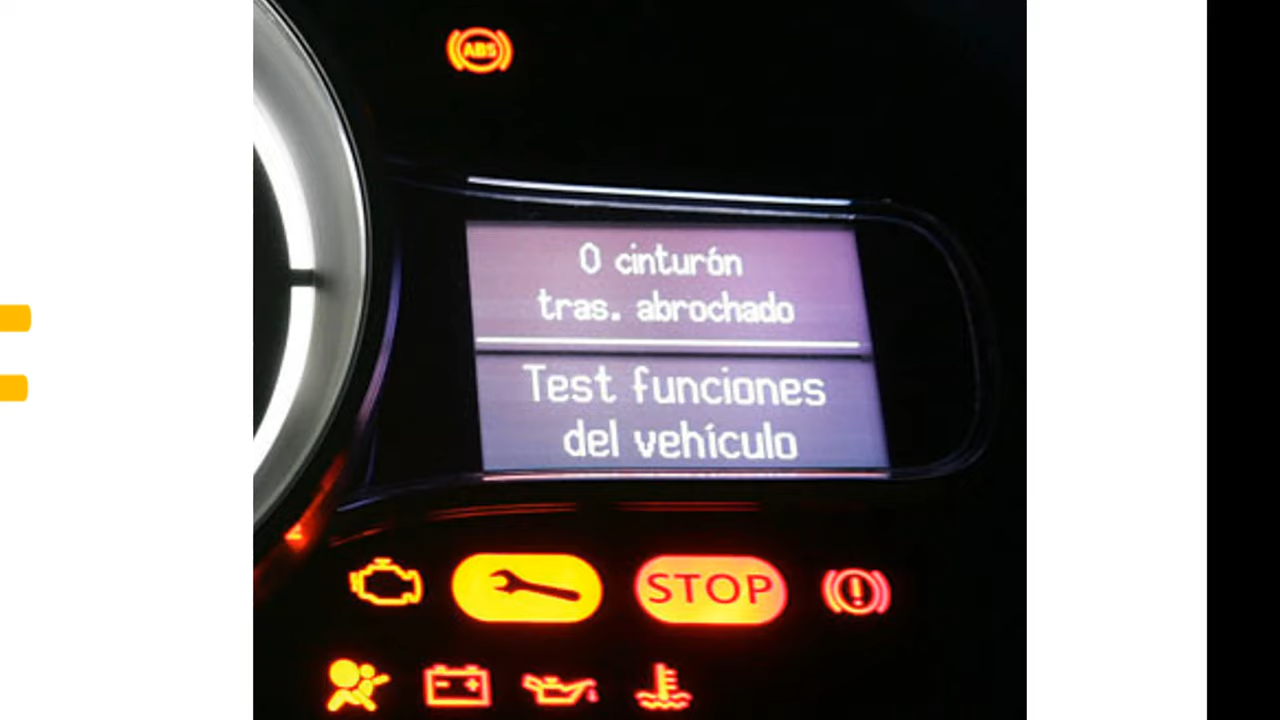 ABS
0 cinturón
tras. abrochado
Test funciones
del vehículo
STOP